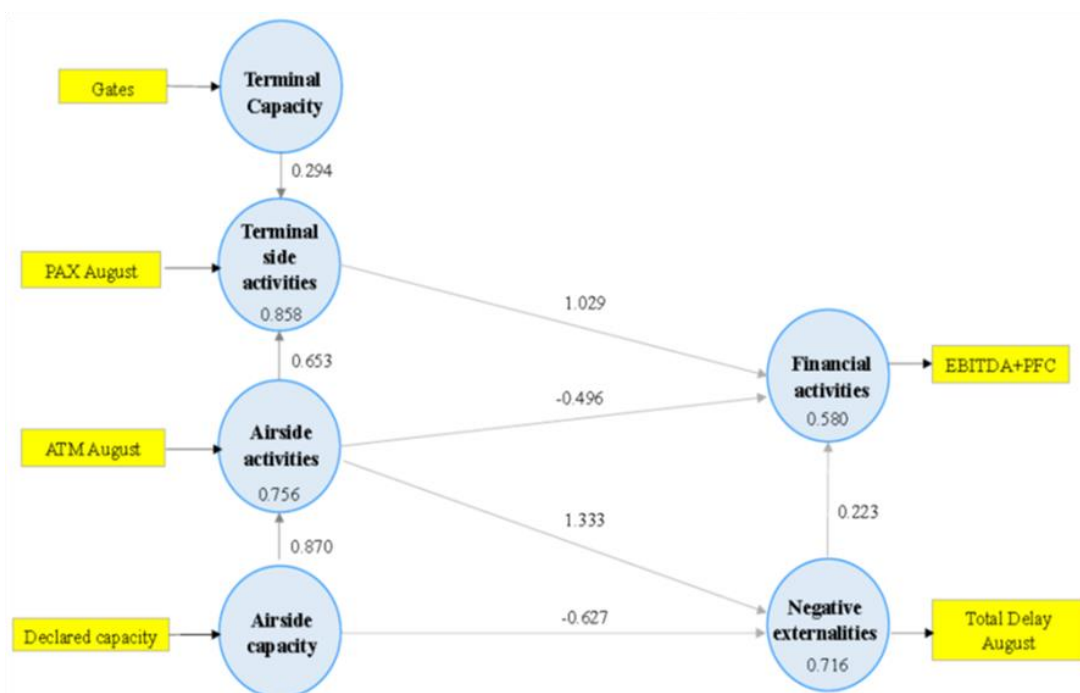 Gates
Terminal
Capacity
0.294
PAX August
Terminal
side
activities
0.858
1.029
0.653
Financial
activities
0.580
EBITDA+PFC
-0.496
ATM August
Airside
activities
0.756
1.333
0.223
0.870
Declared capacity
Airside
capacity
-0.627
Negative
externalities
0.716
Total Delay
August